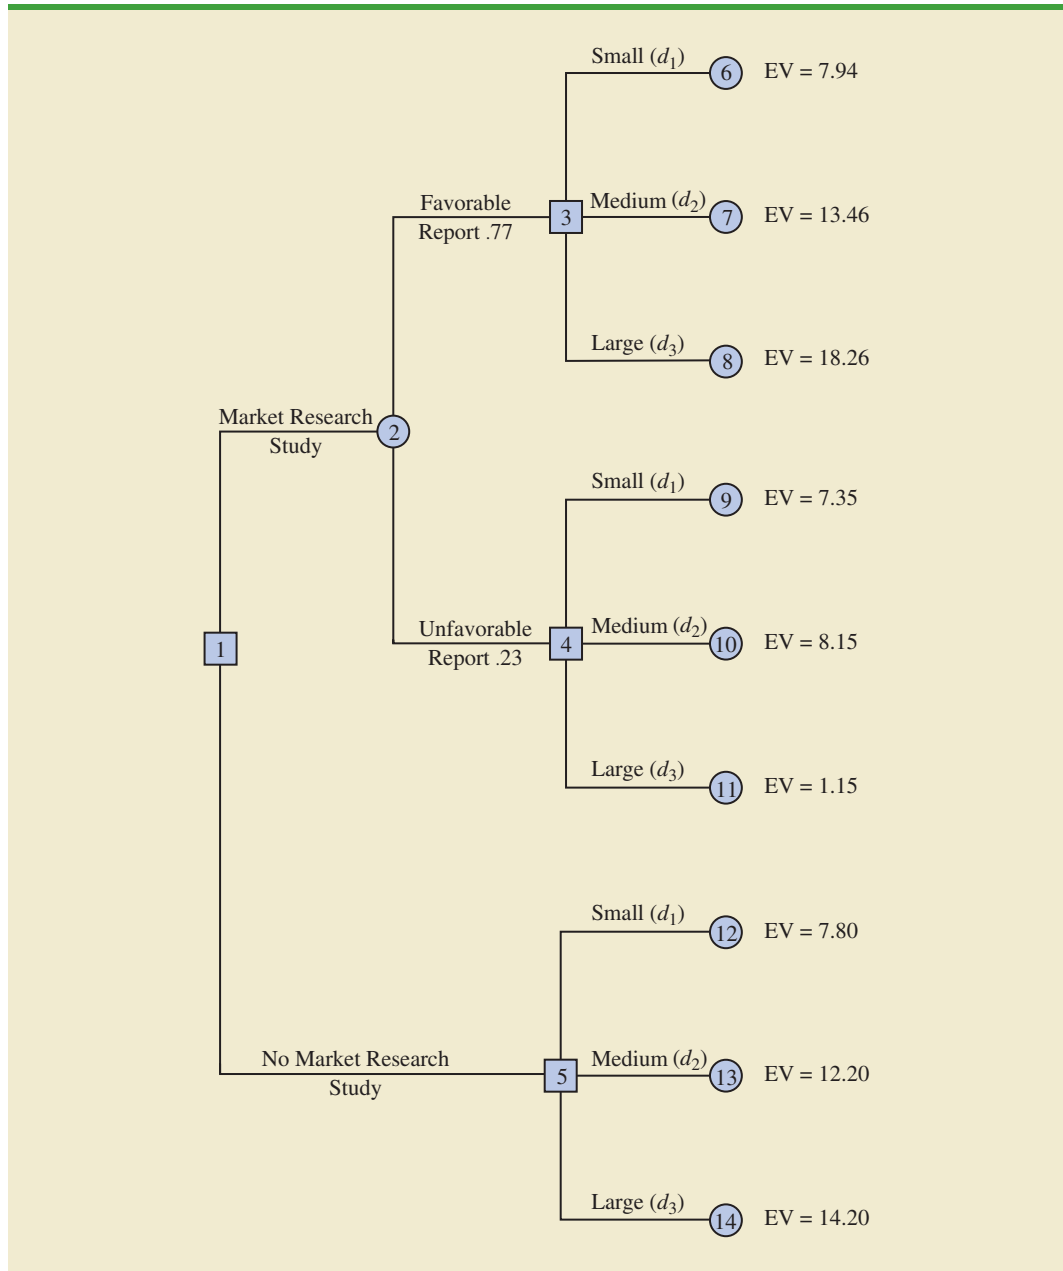 Small (d1)
6
EV = 7.94
Favorable
Report .77
3
Medium (d2)
7
EV = 13.46
Large (d3)
8
EV = 18.26
Market Research
Study
2
Small (d1)
9
EV = 7.35
Unfavorable
Report .23
4
Medium (d2)
10
EV = 8.15
1
Large (d3)
11
EV = 1.15
Small (d1)
12
EV = 7.80
No Market Research
Study
5
Medium (d2)
13
EV = 12.20
Large (d3)
14
EV = 14.20